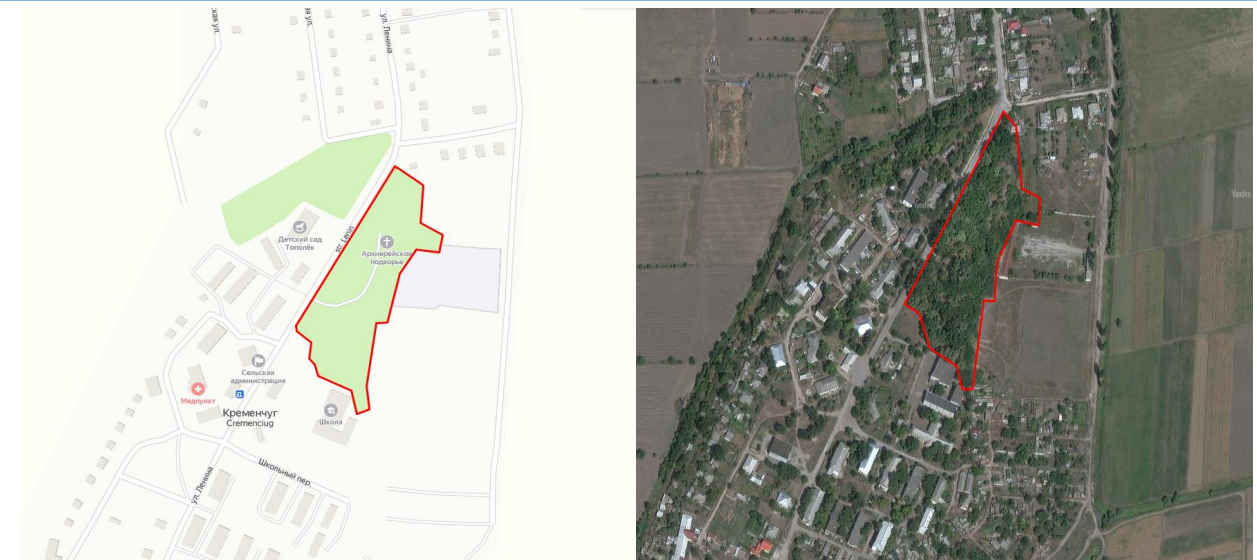 ул. Ленина
Детский сад
Тополёк
str. Lenin
Архиерейское
подворье
Сельская
администрация
Медпункт
Кременчуг
Cremenciug
Школа
Школьный пер.
ул. Ленина
Yandex